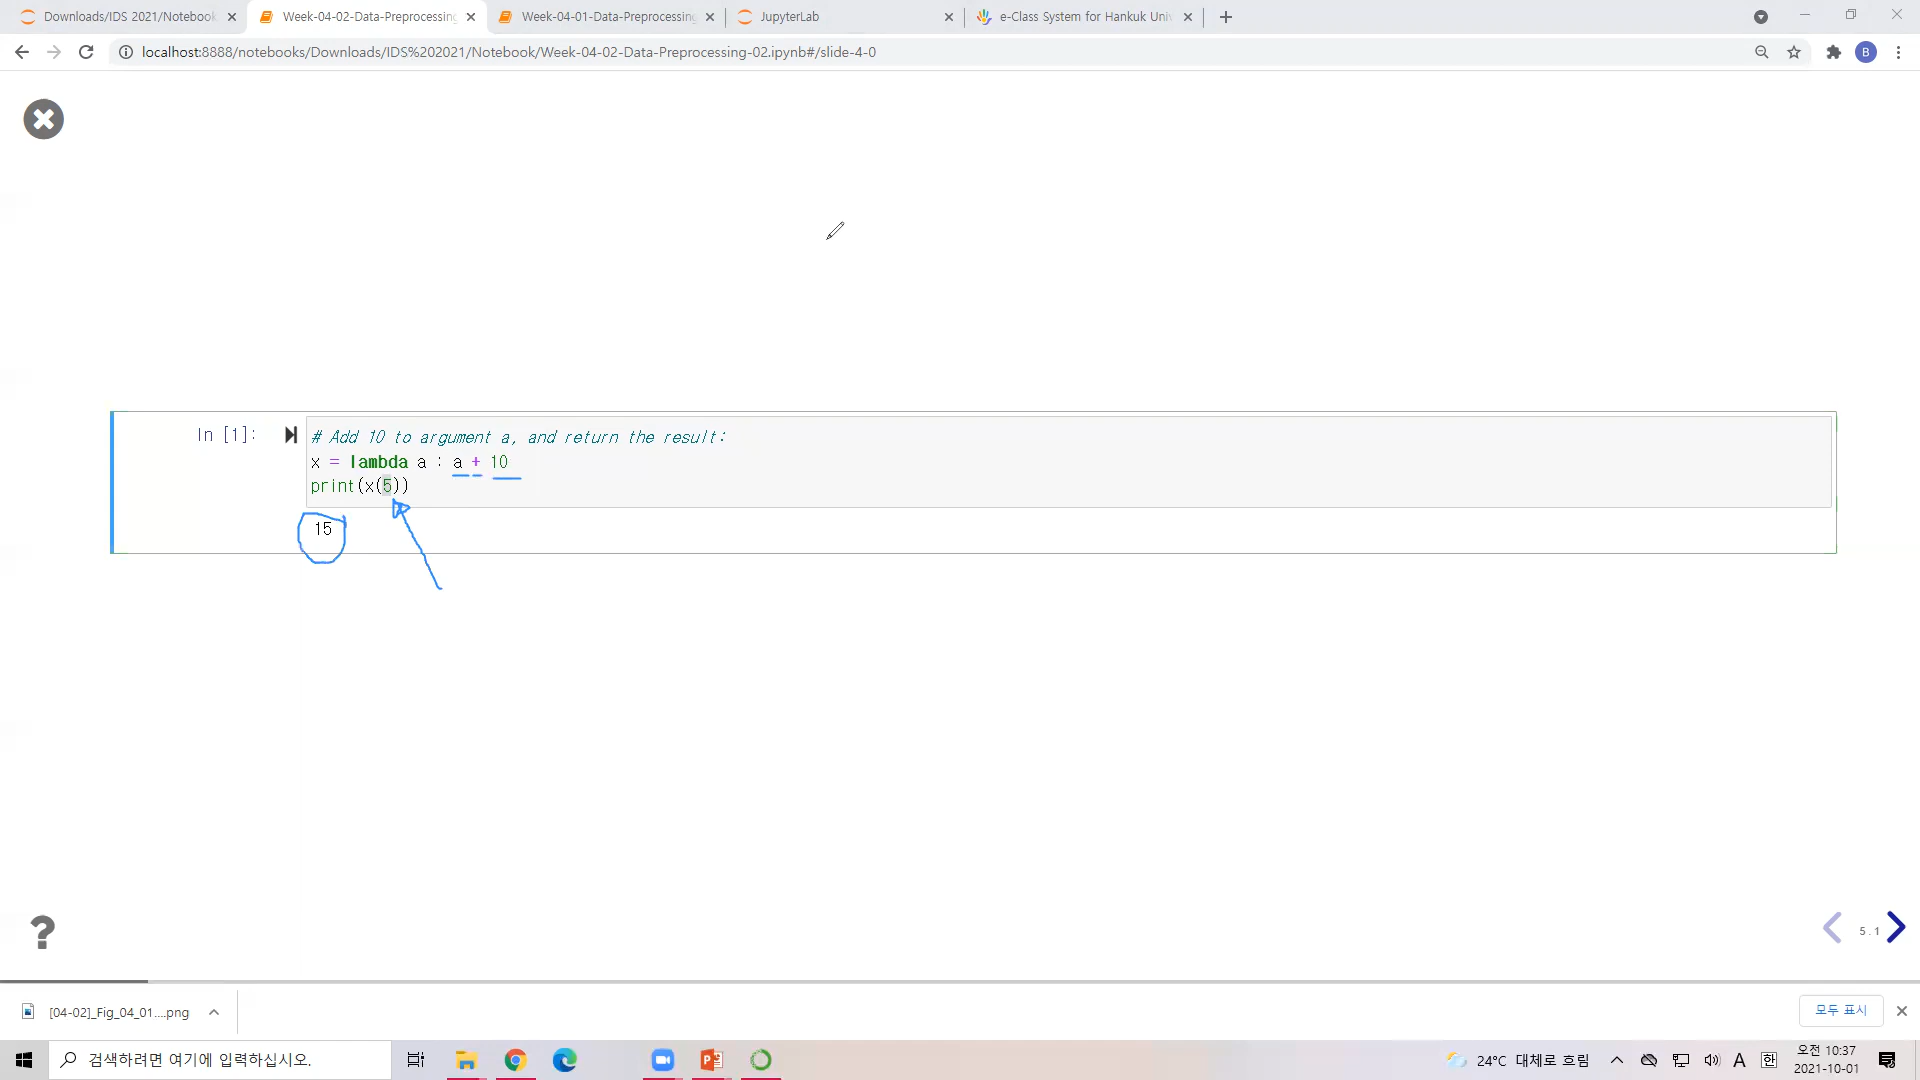 Downloads/IDS 2021/Notebook
Week-04-02-Data-Preprocessing
Week-04-01-Data-Preprocessing
JupyterLab
e-Class System for Hankuk Univ
localhost:8888/notebooks/Downloads/IDS%202021/Notebook/Week-04-02-Data-Preprocessing-02.ipynb#/slide-4-0
B
In [1]:
# Add 10 to argument a, and return the result:
x = lambda a : a + 10
print(x(5))
15
5.1
[04-02]_Fig_04_01....png
모두 표시
검색하려면 여기에 입력하십시오.
24°C 대체로 흐림
A
한
오전 10:37
2021-10-01